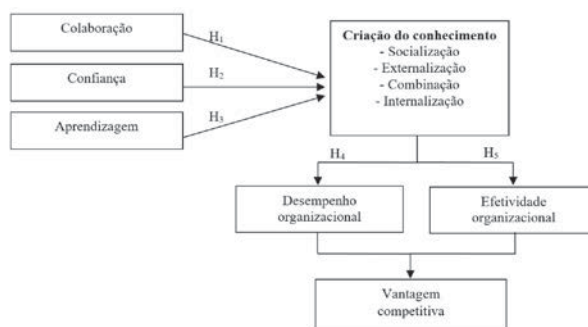 Colaboração
H1
Confiança
H2
Aprendizagem
H3
Criação do conhecimento
- Socialização
- Externalização
- Combinação
- Internalização
H4
H5
Desempenho
organizacional
Efetividade
organizacional
Vantagem
competitiva